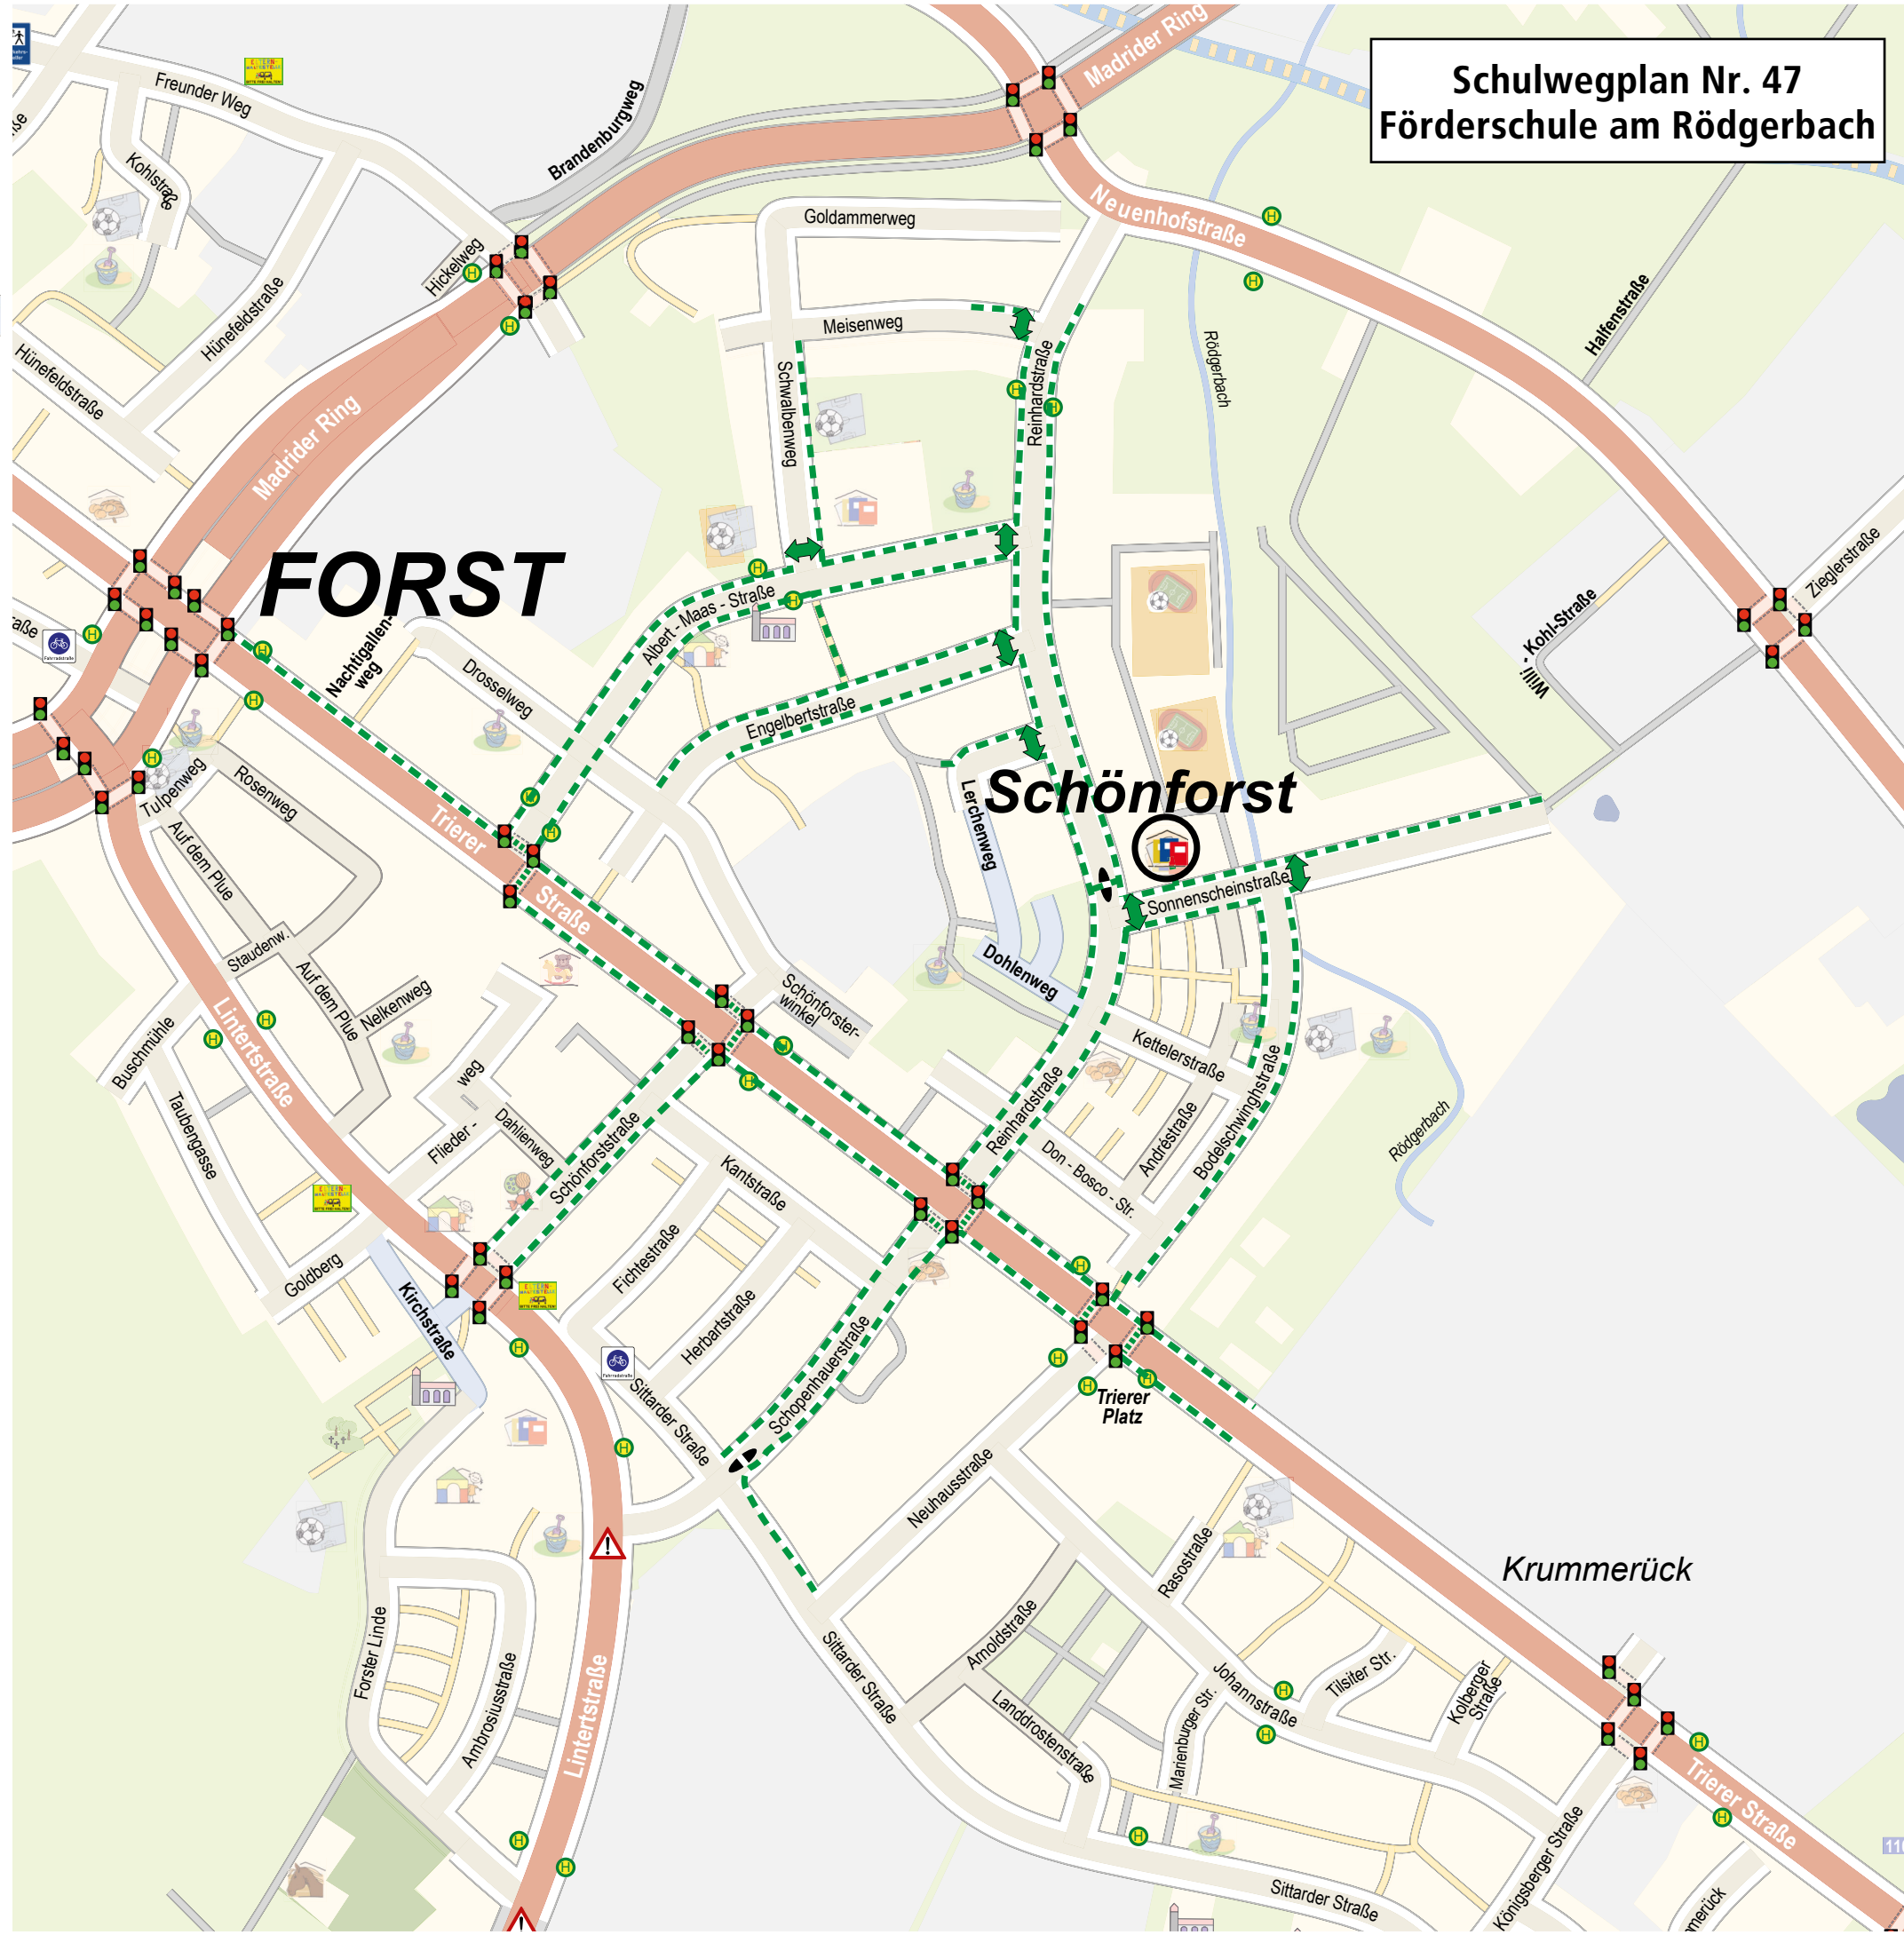 Schulwegplan Nr. 47
Förderschule am Rödgerbach
Madrider Ring
Freunder Weg
Brandenburgweg
Kohlstraße
Neuenhofstraße
Goldammerweg
Hickelweg
Hünefeldstraße
Meisenweg
Halfenstraße
Hünefeldstraße
Rödgerbach
Reinhardstraße
Schwalbenweg
Madrider Ring
FORST
Zieglerstraße
Albert - Maas - Straße
Nachtigallen-
weg
Willi - Kohl-Straße
Drosselweg
Engelbertstraße
Tulpenweg
Rosenweg
Schönforst
Trierer
Straße
Lerchenweg
Auf dem Plue
Sonnenscheinstraße
Staudenw.
Auf dem Plue
Nelkenweg
Dohlenweg
Schönforster-
winkel
Lintertstraße
Buschmühle
Kettelerstraße
Taubengasse
weg
Flieder -
Dahlienweg
Schönforststraße
Reinhardstraße
Bodelschwinghstraße
Andréstraße
Don - Bosco - Str.
Rödgerbach
Kantstraße
Fichtestraße
Goldberg
Kirchstraße
Herbartstraße
Schopenhauerstraße
Sittarder Straße
Trierer
Platz
Neuhausstraße
Rasostraße
Krummerück
Forster Linde
Ambrosiusstraße
Lintertstraße
Sittarder Straße
Arnoldstraße
Landdrostenstraße
Marienburger Str.
Johannstraße
Tilsiter Str.
Kolberger
Straße
Trierer Straße
Königsberger Straße
Sittarder Straße
merück